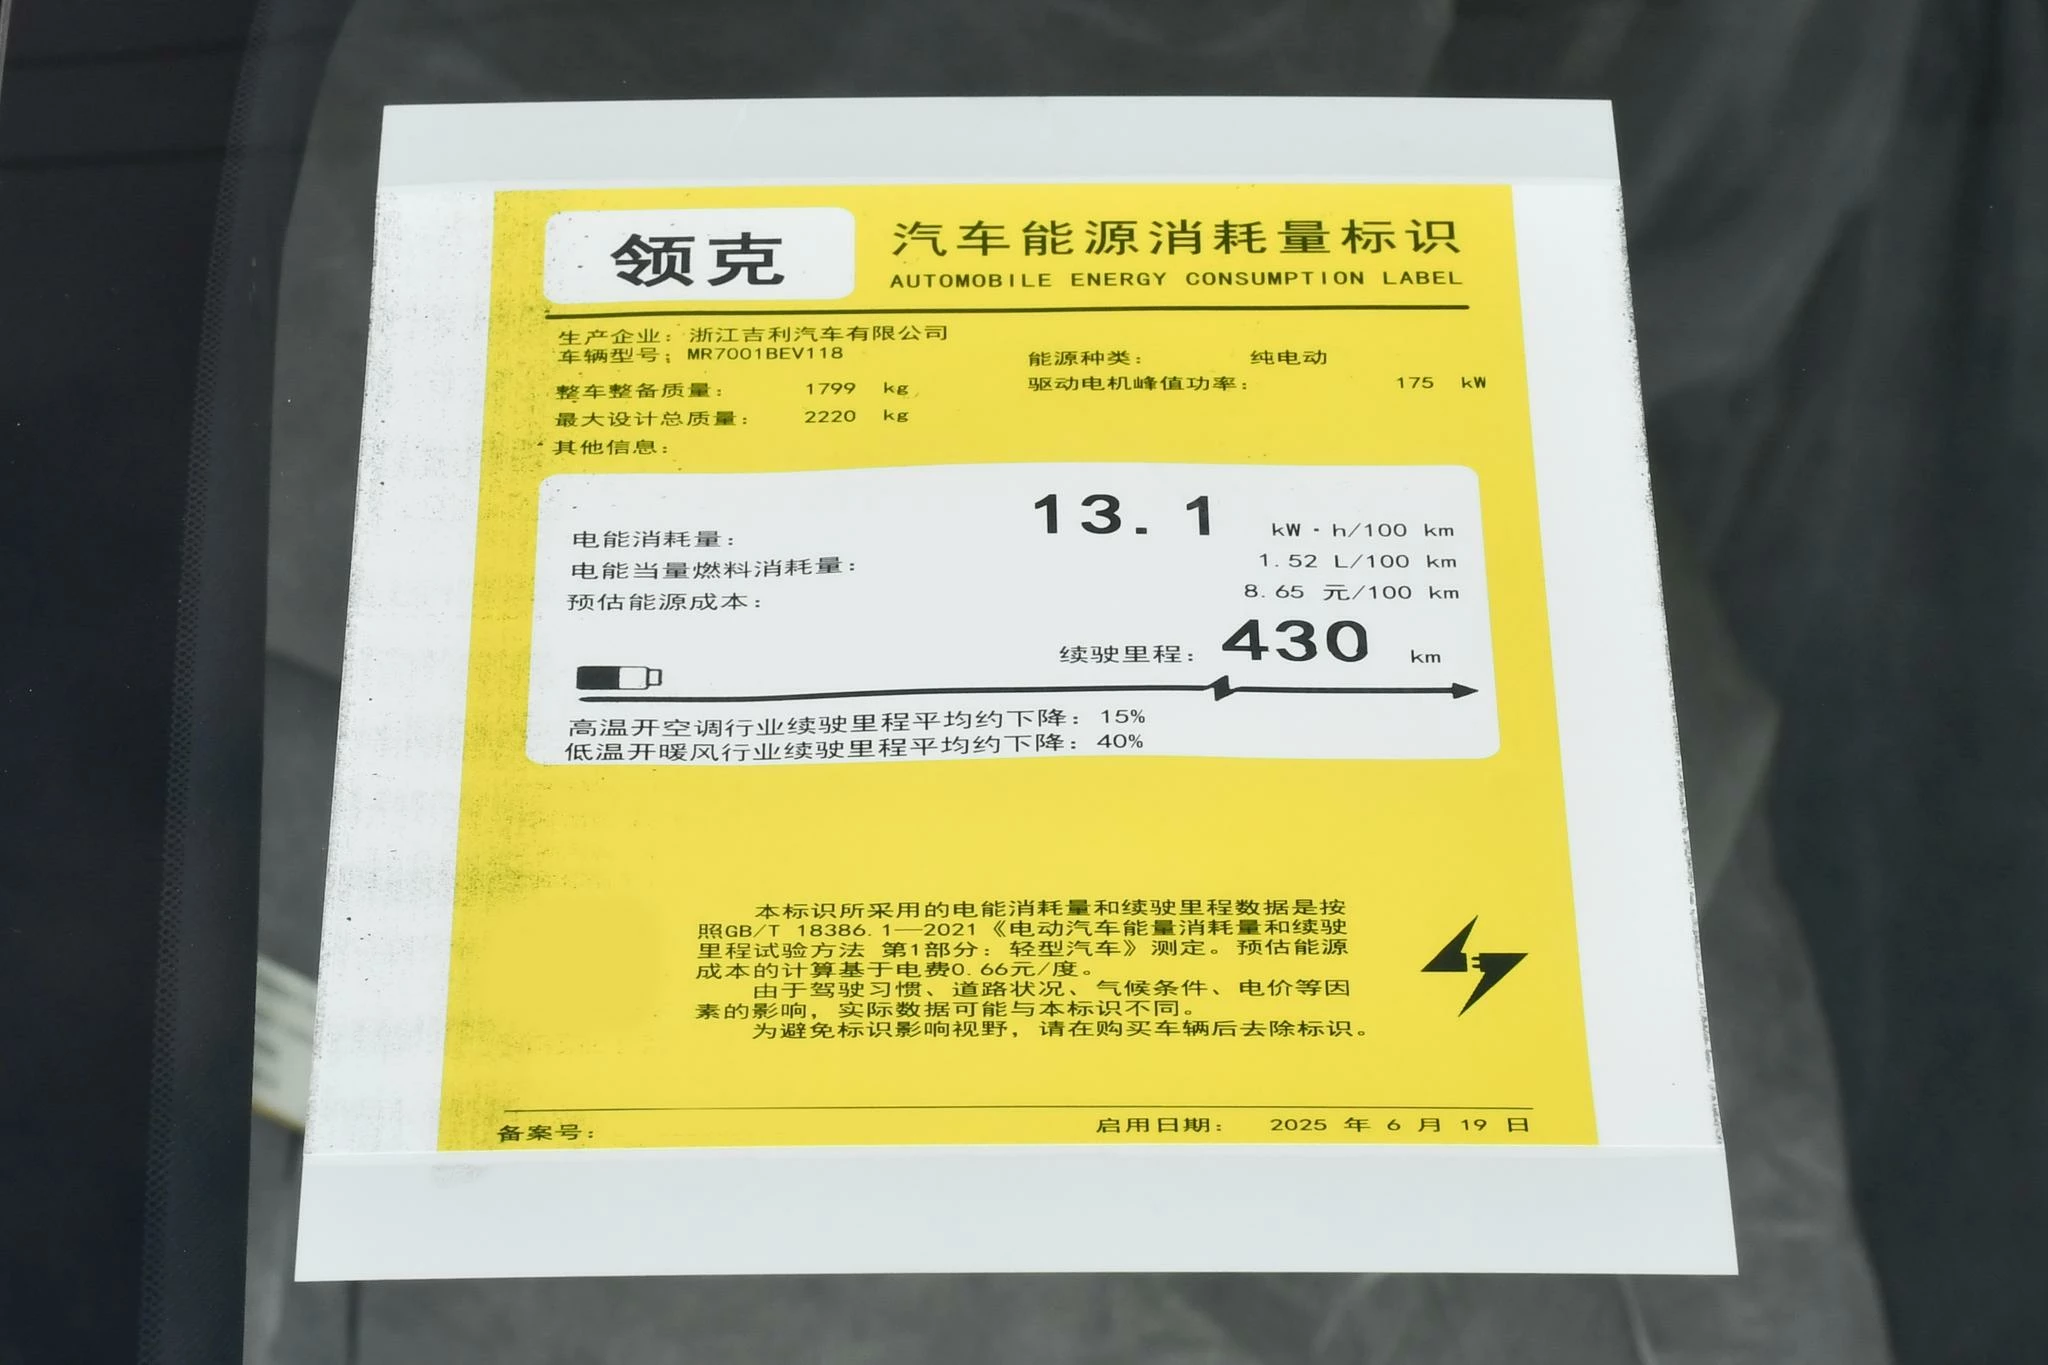 领克
汽车能源消耗量标识
AUTOMOBILE ENERGY CONSUMPTION LABEL
生产企业：浙江吉利汽车有限公司
车辆型号：MR7001BEV118
能源种类： 纯电动
整车整备质量： 1799 kg
驱动电机峰值功率： 175 kW
最大设计总质量： 2220 kg
其他信息：
电能消耗量： 13.1 kW·h/100 km
电能当量燃料消耗量： 1.52 L/100 km
预估能源成本： 8.65 元/100 km
续驶里程：430 km
高温开空调行业续驶里程平均约下降：15%
低温开暖风行业续驶里程平均约下降：40%
本标识所采用的电能消耗量和续驶里程数据是按
照GB/T 18386.1—2021《电动汽车能量消耗量和续驶
里程试验方法 第1部分：轻型汽车》测定。预估能源
成本的计算基于电费0.66元/度。
由于驾驶习惯、道路状况、气候条件、电价等因
素的影响，实际数据可能与本标识不同。
为避免标识影响视野，请在购买车辆后去除标识。
备案号：
启用日期： 2025 年 6 月 19 日